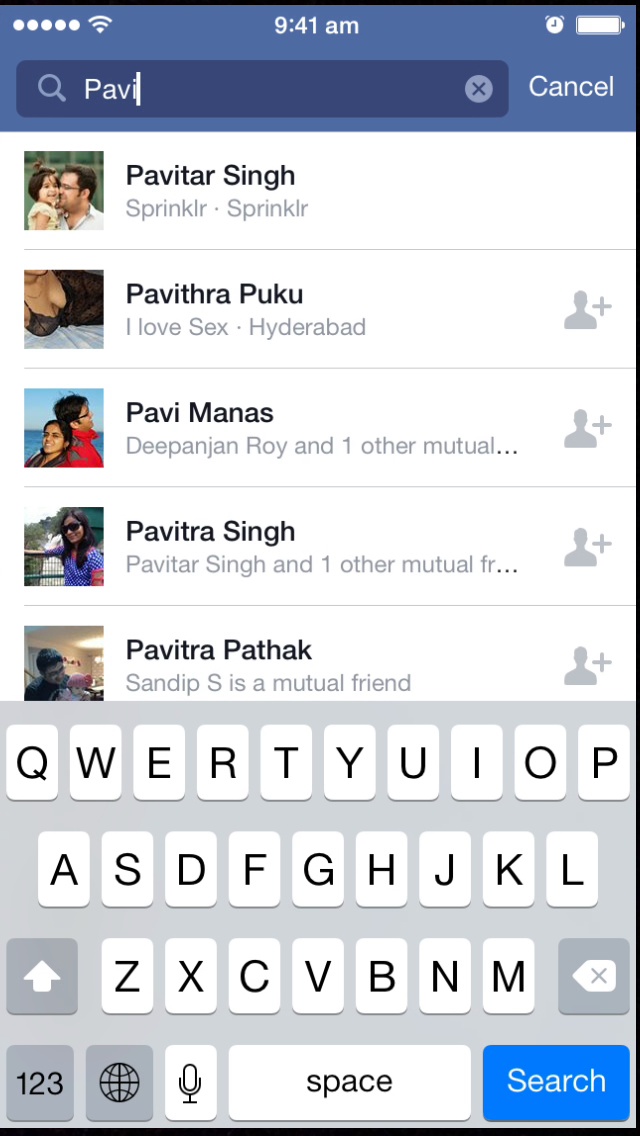 9:41 am
Pavi
Cancel
Pavitar Singh
Sprinklr · Sprinklr
Pavithra Puku
I love Sex · Hyderabad
Pavi Manas
Deepanjan Roy and 1 other mutual...
Pavitra Singh
Pavitar Singh and 1 other mutual fr...
Pavitra Pathak
Sandip S is a mutual friend
Q W E R T Y U I O P
A S D F G H J K L
Z X C V B N M
123 space Search